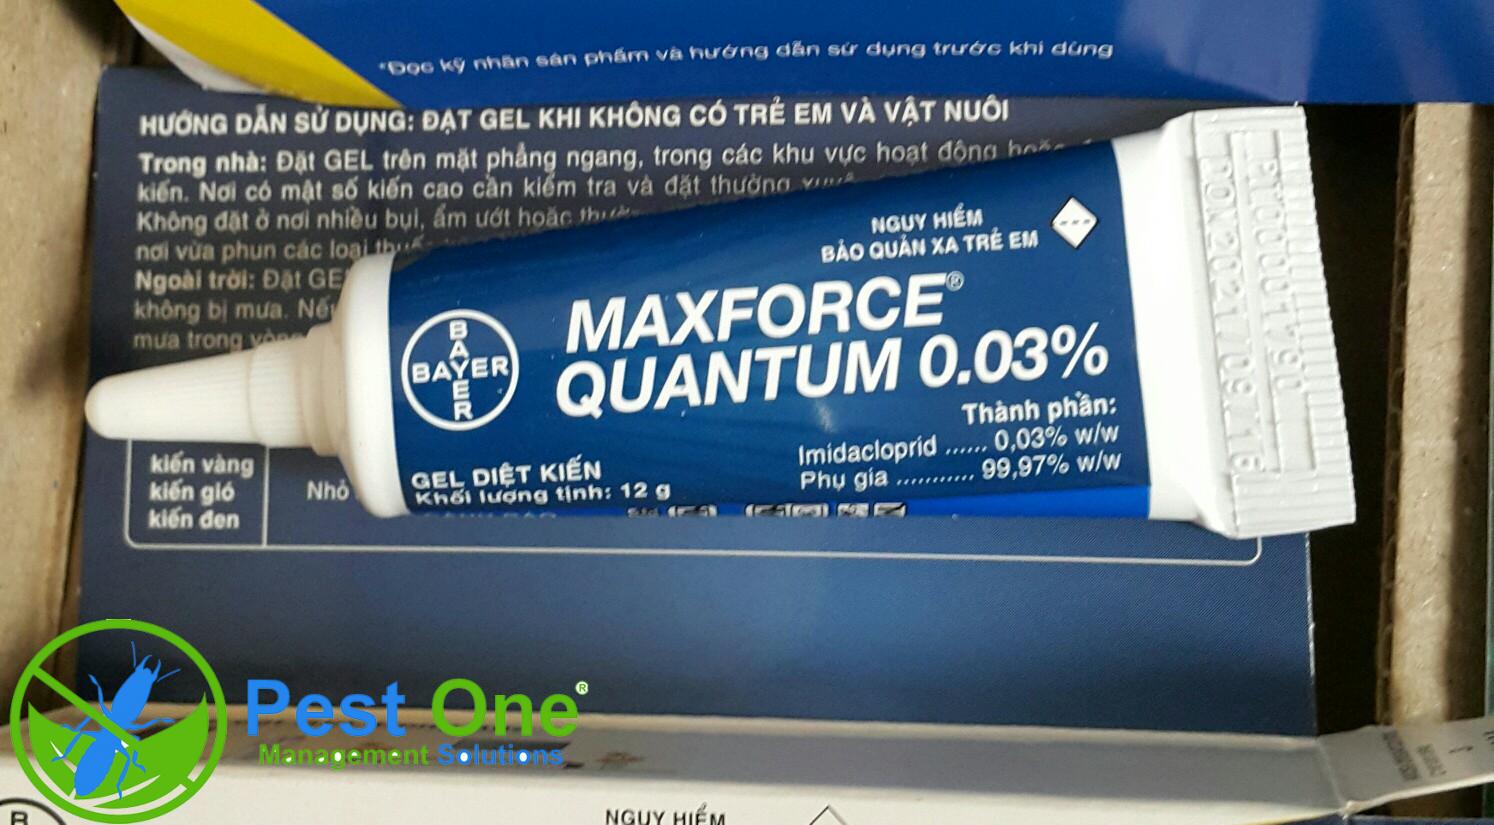 *Đọc kỹ nhãn sản phẩm và hướng dẫn sử dụng trước khi dùng
HƯỚNG DẪN SỬ DỤNG: ĐẶT GEL KHI KHÔNG CÓ TRẺ EM VÀ VẬT NUÔI
Trong nhà: Đặt GEL trên mặt phẳng ngang, trong các khu vực hoạt động hoặc
kiến. Nơi có mật số kiến cao cần kiểm tra và đặt thường
Không đặt ở nơi nhiều bụi, ẩm ướt hoặc
nơi vừa phun các loại
Ngoài trời: Đặt GEL
không bị mưa. Nếu
mưa trong vòng
NGUY HIỂM
BẢO QUẢN XA TRẺ EM
MAXFORCE®
QUANTUM 0.03%
BAYER
BAYER
Thành phần:
Imidacloprid ...... 0,03% w/w
Phụ gia ........... 99,97% w/w
GEL DIỆT KIẾN
Khối lượng tịnh: 12 g
kiến vàng
kiến gió
kiến đen
Nhỏ
Pest One®
Management Solutions
NGUY HIỂM
B